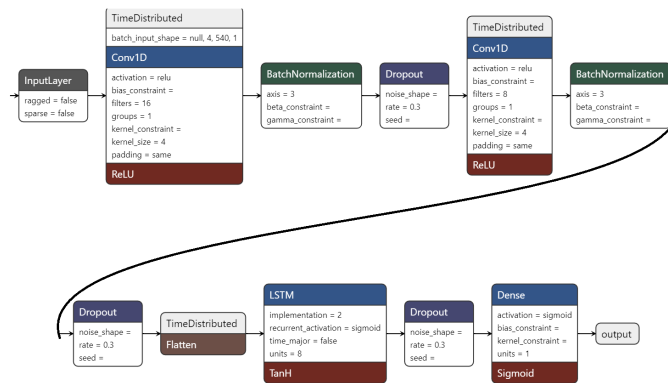 TimeDistributed
batch_input_shape = null, 4, 540, 1
Conv1D
activation = relu
bias_constraint =
filters = 16
groups = 1
kernel_constraint =
kernel_size = 4
padding = same
ReLU
InputLayer
ragged = false
sparse = false
BatchNormalization
axis = 3
beta_constraint =
gamma_constraint =
Dropout
noise_shape =
rate = 0.3
seed =
TimeDistributed
Conv1D
activation = relu
bias_constraint =
filters = 8
groups = 1
kernel_constraint =
kernel_size = 4
padding = same
ReLU
BatchNormalization
axis = 3
beta_constraint =
gamma_constraint =
Dropout
noise_shape =
rate = 0.3
seed =
TimeDistributed
Flatten
LSTM
implementation = 2
recurrent_activation = sigmoid
time_major = false
units = 8
TanH
Dropout
noise_shape =
rate = 0.3
seed =
Dense
activation = sigmoid
bias_constraint =
kernel_constraint =
units = 1
Sigmoid
output